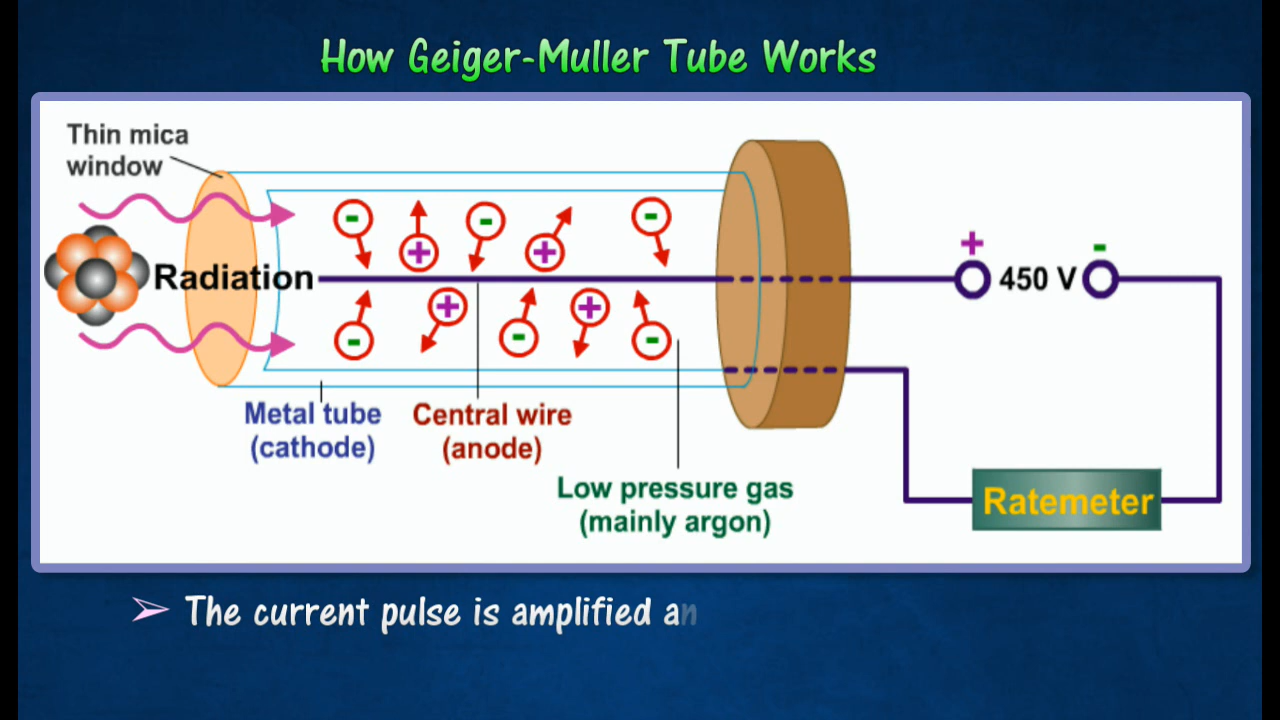 How Geiger-Muller Tube Works
Thin mica
window
Radiation
+
-
450 V
Metal tube
(cathode)
Central wire
(anode)
Low pressure gas
(mainly argon)
Ratemeter
- + - + -
- + - + -
➢ The current pulse is amplified an